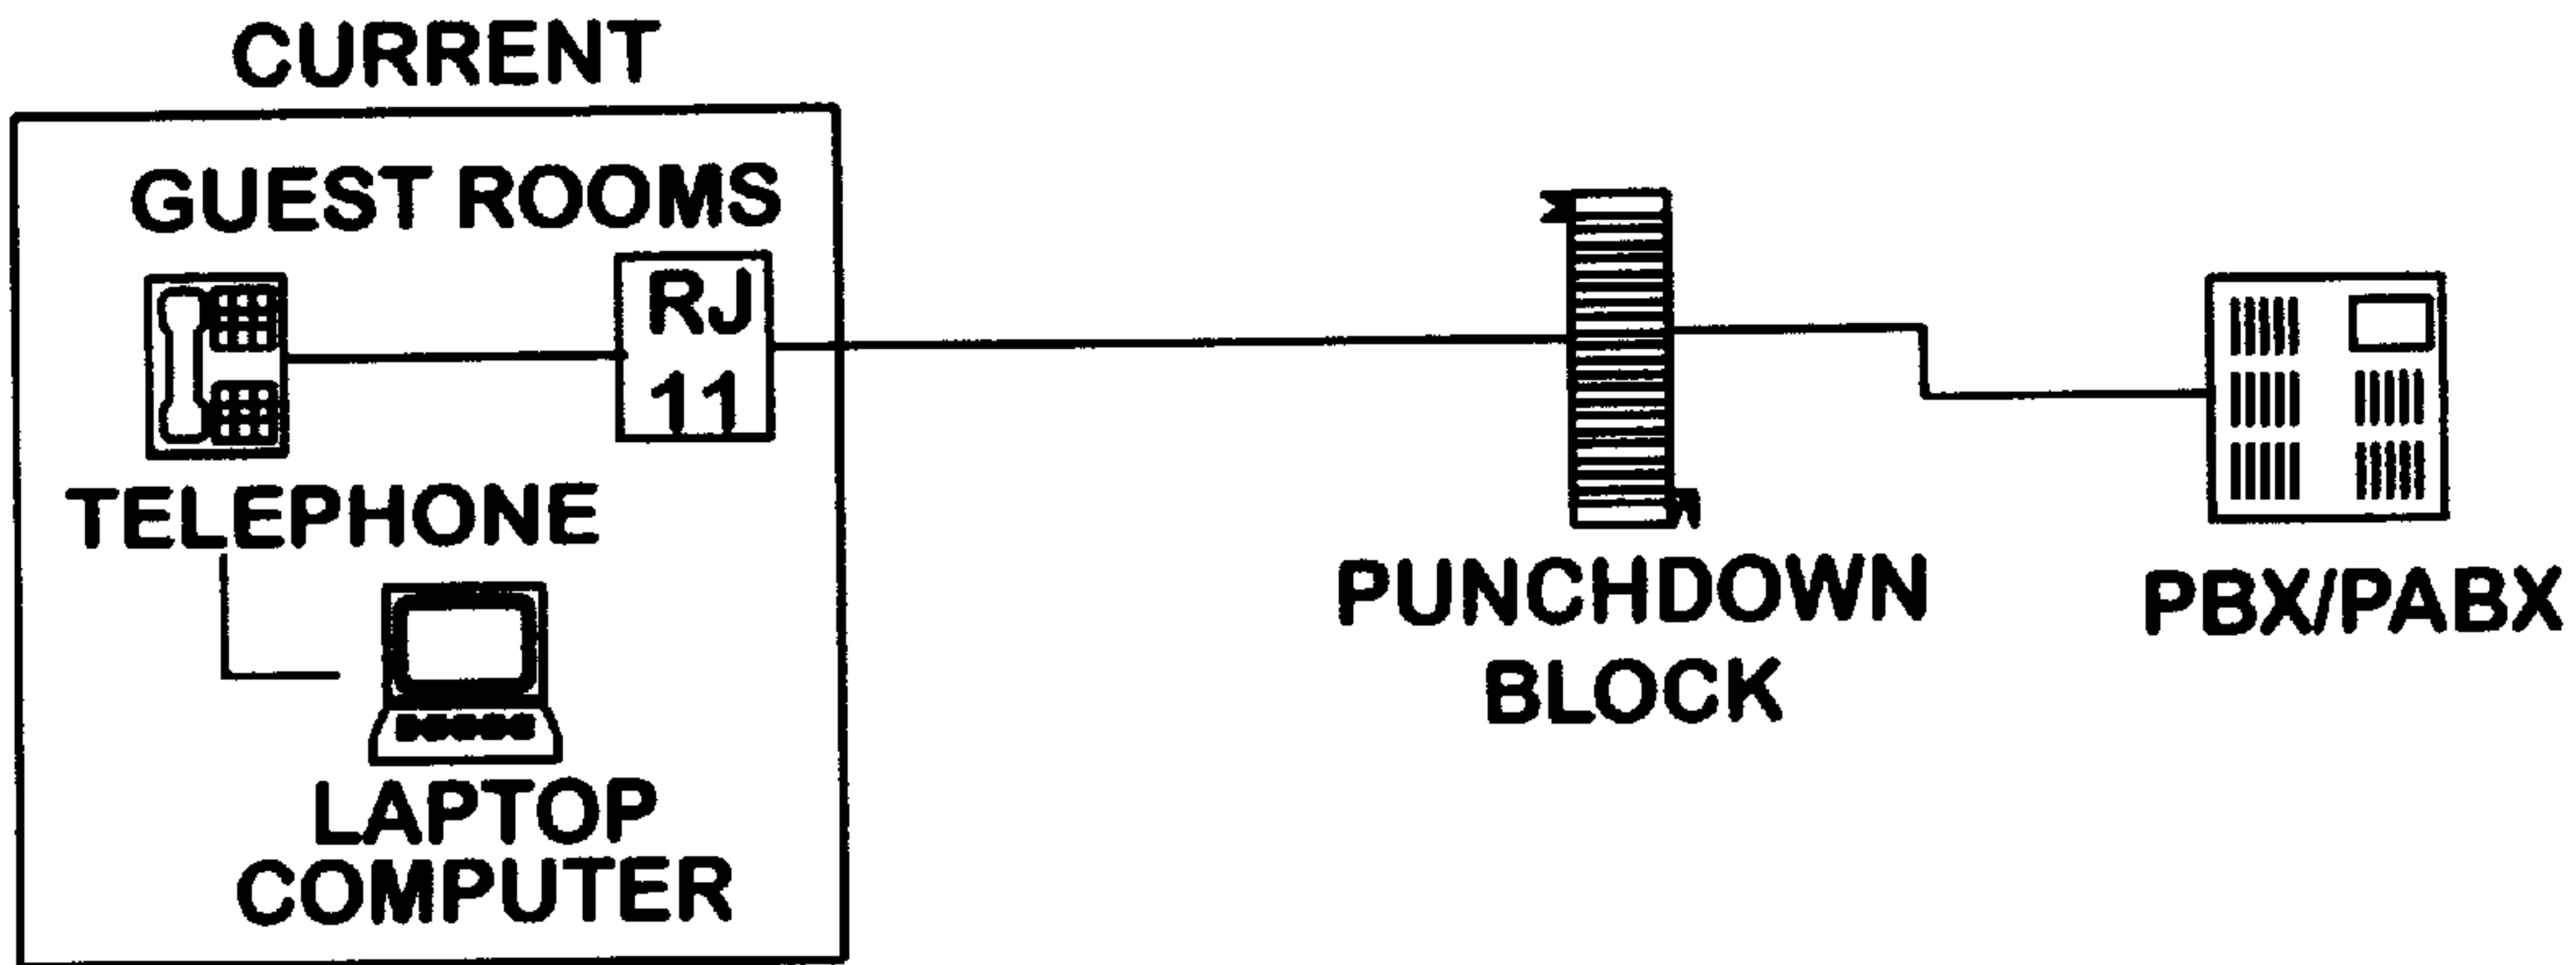 CURRENT
GUEST ROOMS
RJ
11
TELEPHONE
LAPTOP
COMPUTER
PUNCHDOWN
BLOCK
PBX/PABX